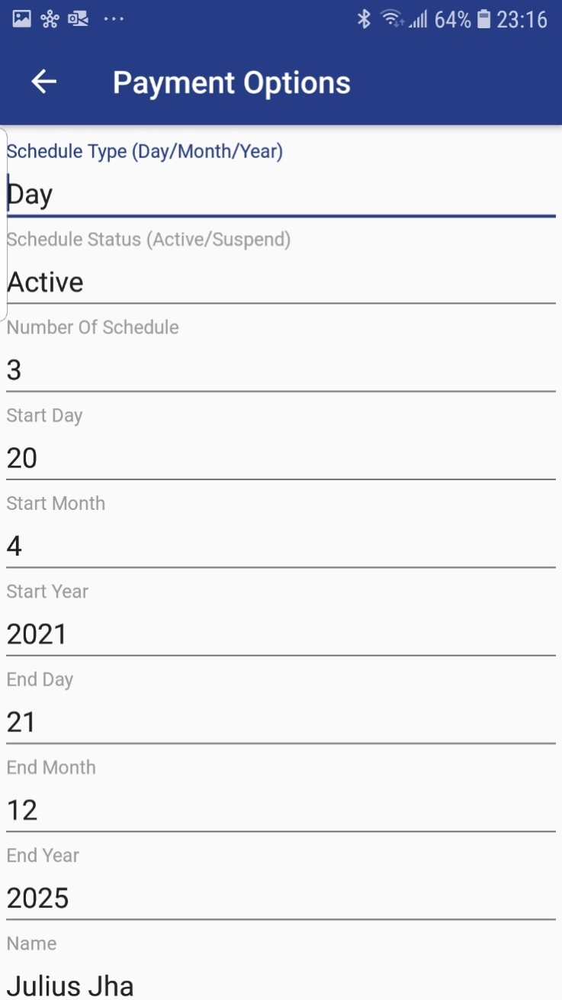 64% 23:16
Payment Options
Schedule Type (Day/Month/Year)
Day
Schedule Status (Active/Suspend)
Active
Number Of Schedule
3
Start Day
20
Start Month
4
Start Year
2021
End Day
21
End Month
12
End Year
2025
Name
Julius Jha